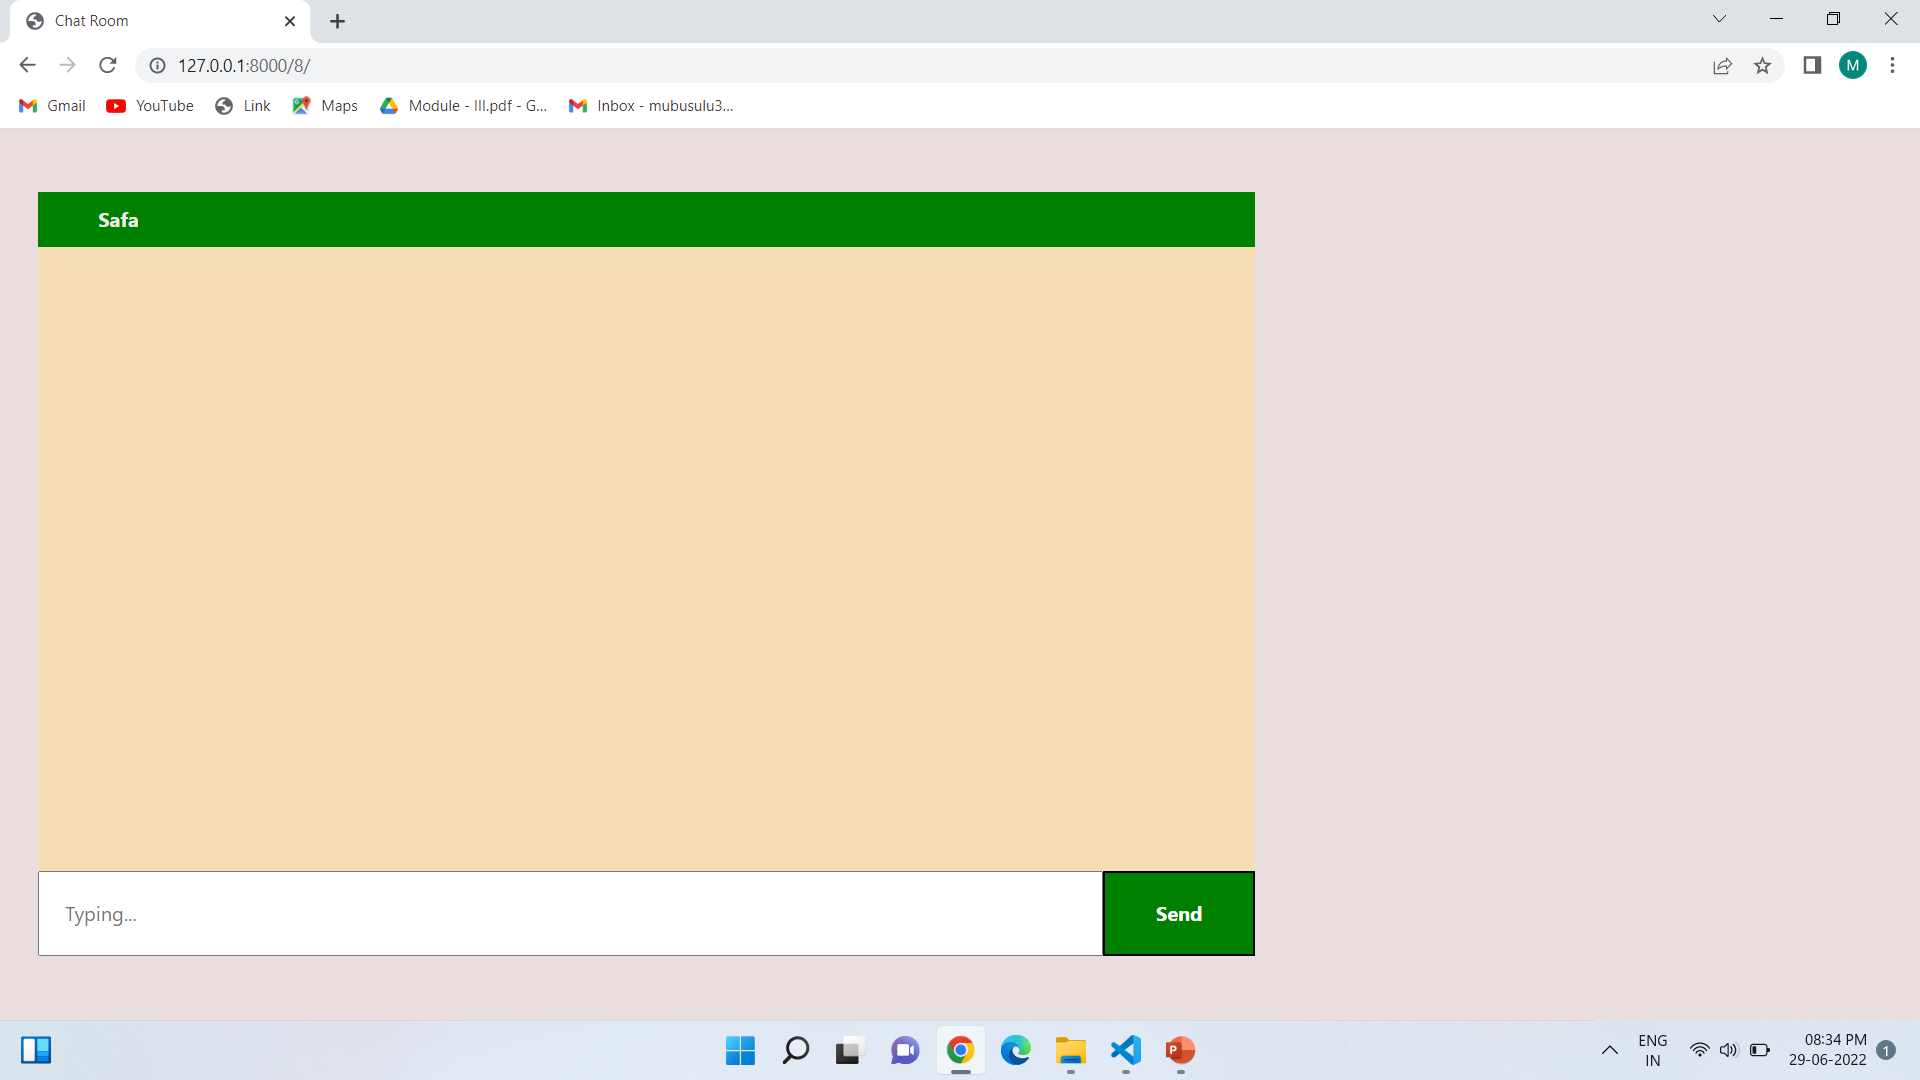 Chat Room
127.0.0.1:8000/8/
M
Gmail YouTube Link Maps Module - III.pdf - G... Inbox - mubusulu3...
Safa
Typing...
Send
P
ENG
IN
08:34 PM
29-06-2022
1